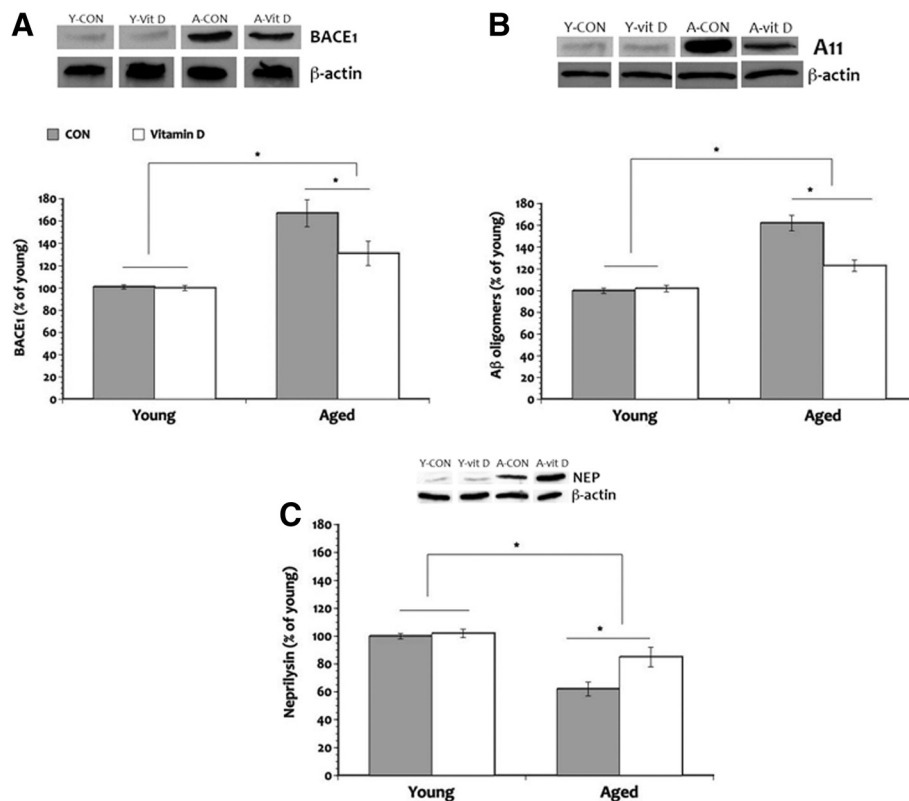 A
Y-CON Y-Vit D A-CON A-Vit D
BACE1
β-actin
CON Vitamin D
*
*
BACE1 (% of young)
180
160
140
120
100
80
60
40
20
0
Young Aged
B
Y-CON Y-vit D A-CON A-vit D
A11
β-actin
*
*
Aβ oligomers (% of young)
180
160
140
120
100
80
60
40
20
0
Young Aged
C
Y-CON Y-vit D A-CON A-vit D
NEP
β-actin
*
*
Neprilysin (% of young)
180
160
140
120
100
80
60
40
20
0
Young Aged